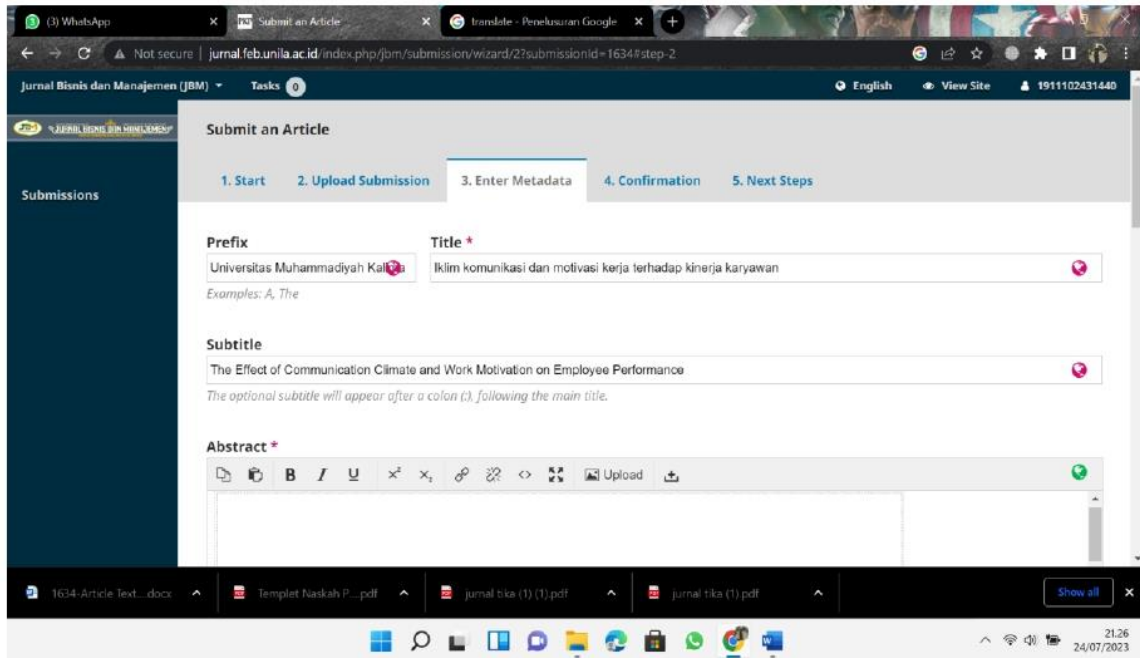 (3) WhatsApp
Submit an Article
translate - Penelusuran Google
Not secure
jurnal.feb.unila.ac.id/index.php/jbm/submission/wizard/2?submissionId=1634#step-2
Jurnal Bisnis dan Manajemen (JBM)
Tasks 0
English
View Site
1911102431440
JURNAL BISNIS DAN MANAJEMEN
Submit an Article
Submissions
1. Start
2. Upload Submission
3. Enter Metadata
4. Confirmation
5. Next Steps
Prefix
Title *
Universitas Muhammadiyah
Iklim komunikasi dan motivasi kerja terhadap kinerja karyawan
Examples: A, The
Subtitle
The Effect of Communication Climate and Work Motivation on Employee Performance
The optional subtitle will appear after a colon (:), following the main title.
Abstract *
B I U x² x₂ Upload
1634-Article Text....docx
Templet Naskah P....pdf
jurnal tika (1) (1).pdf
jurnal tika (1).pdf
Show all
21.26
24/07/2023